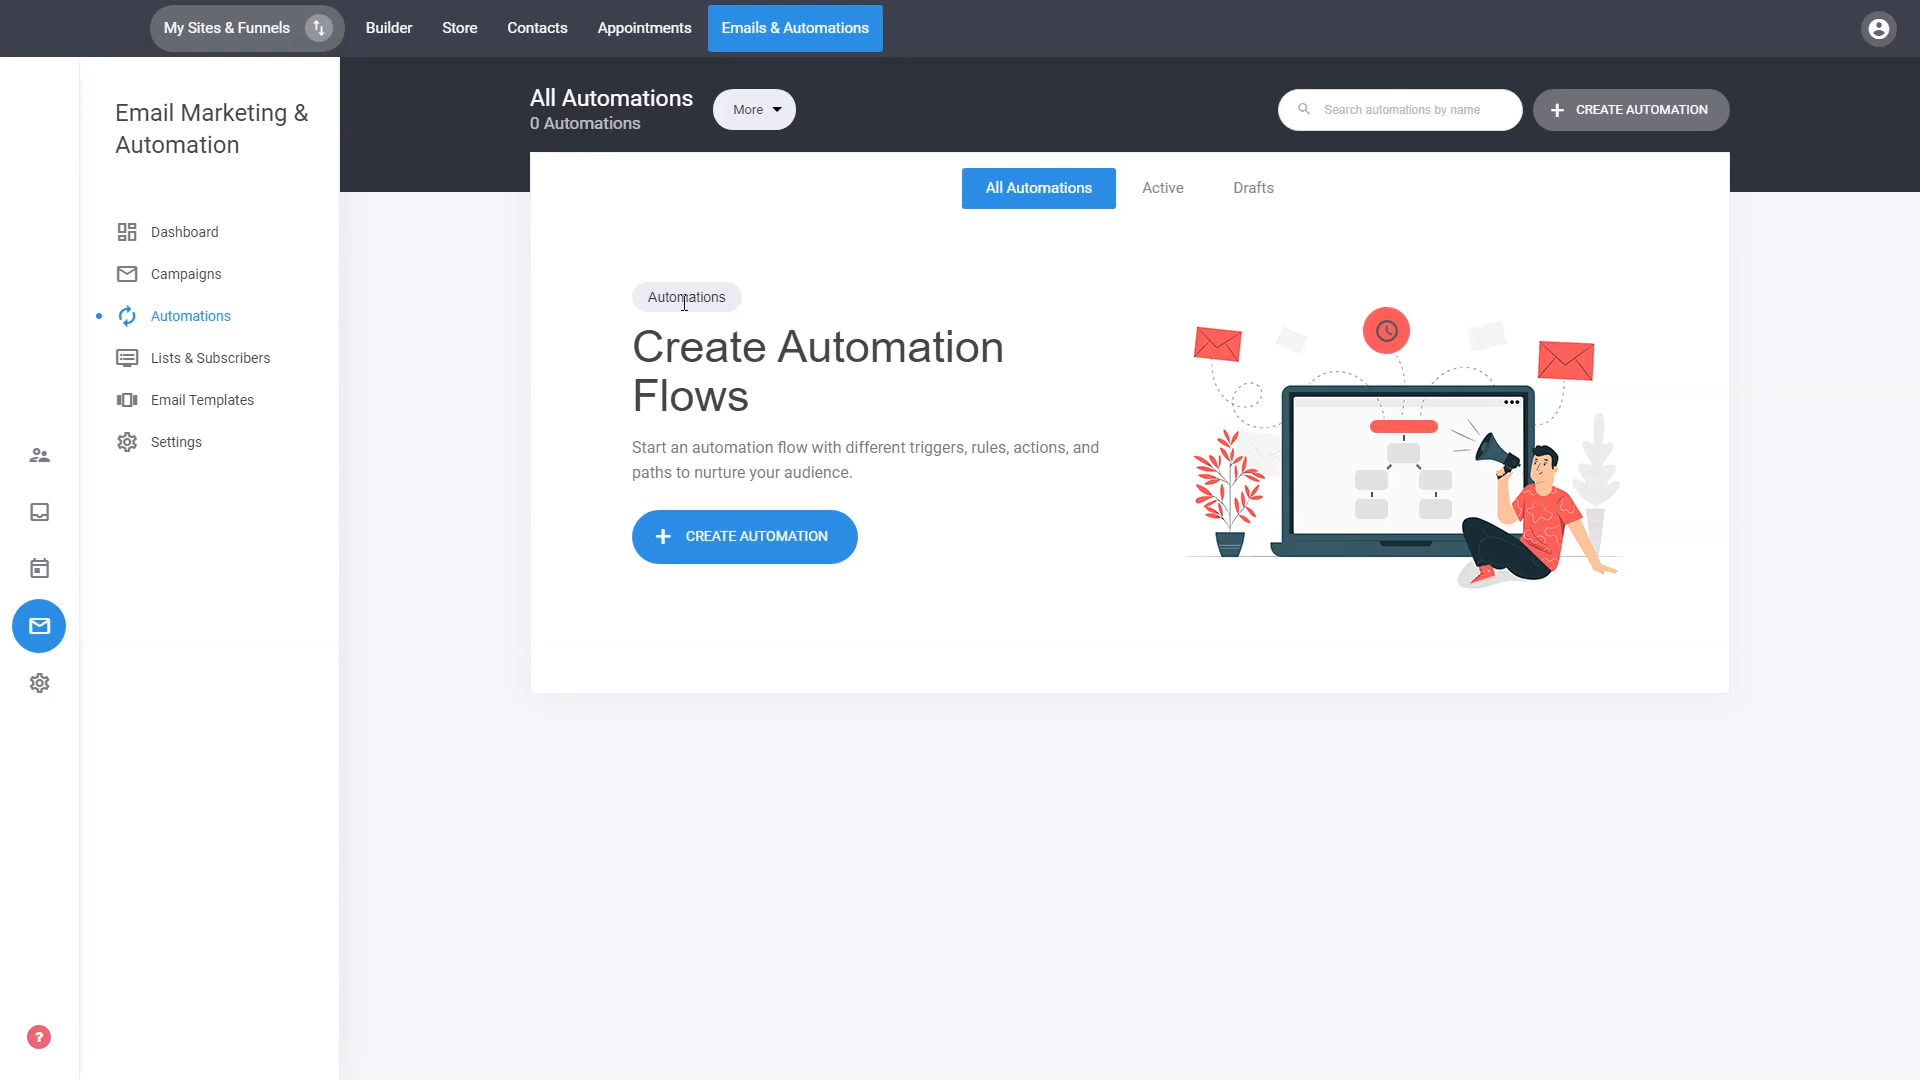 My Sites & Funnels
Builder
Store
Contacts
Appointments
Emails & Automations
Email Marketing &
Automation
Dashboard
Campaigns
Automations
Lists & Subscribers
Email Templates
Settings
?
All Automations
0 Automations
More
Search automations by name
CREATE AUTOMATION
All Automations
Active
Drafts
Automations
Create Automation
Flows
Start an automation flow with different triggers, rules, actions, and
paths to nurture your audience.
CREATE AUTOMATION